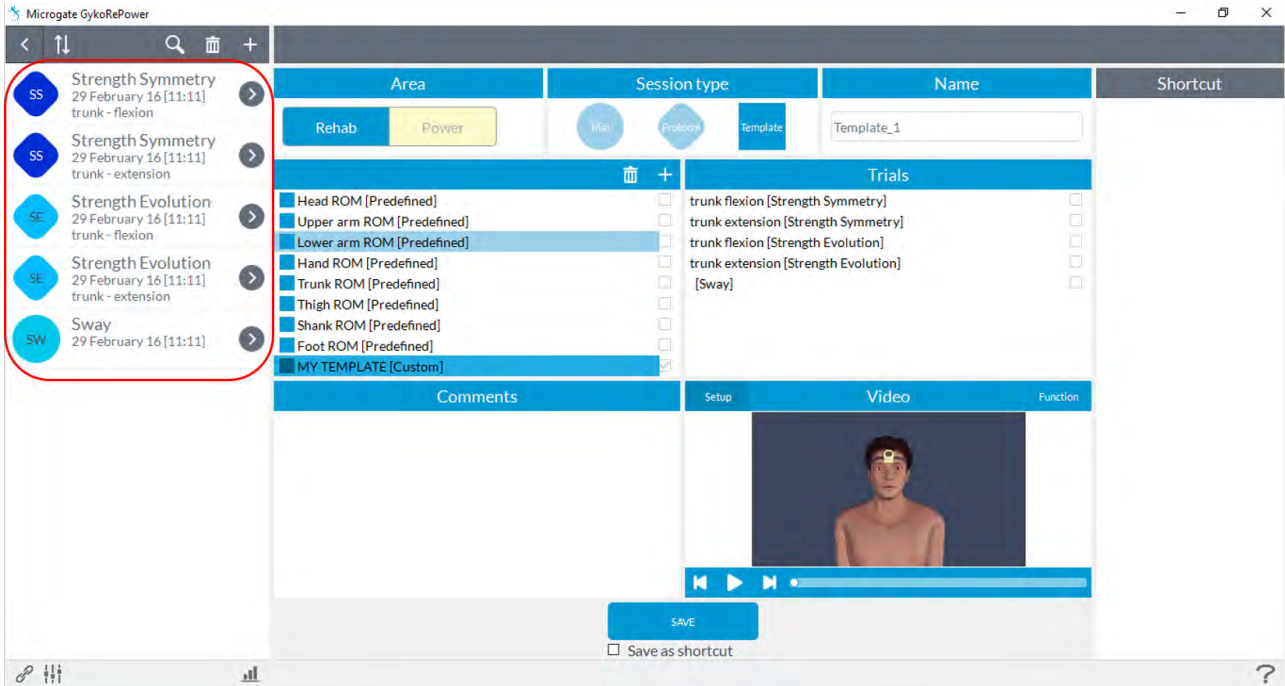 Microgate GykoRePower
SS
Strength Symmetry
29 February 16 [11:11]
trunk - flexion
SS
Strength Symmetry
29 February 16 [11:11]
trunk - extension
SE
Strength Evolution
29 February 16 [11:11]
trunk - flexion
SE
Strength Evolution
29 February 16 [11:11]
trunk - extension
SW
Sway
29 February 16 [11:11]
Area
Rehab
Power
Session type
Trial
Protocol
Template
Name
Template_1
Shortcut
Head ROM [Predefined]
Upper arm ROM [Predefined]
Lower arm ROM [Predefined]
Hand ROM [Predefined]
Trunk ROM [Predefined]
Thigh ROM [Predefined]
Shank ROM [Predefined]
Foot ROM [Predefined]
MY TEMPLATE [Custom]
Trials
trunk flexion [Strength Symmetry]
trunk extension [Strength Symmetry]
trunk flexion [Strength Evolution]
trunk extension [Strength Evolution]
[Sway]
Comments
Setup
Video
Function
SAVE
Save as shortcut